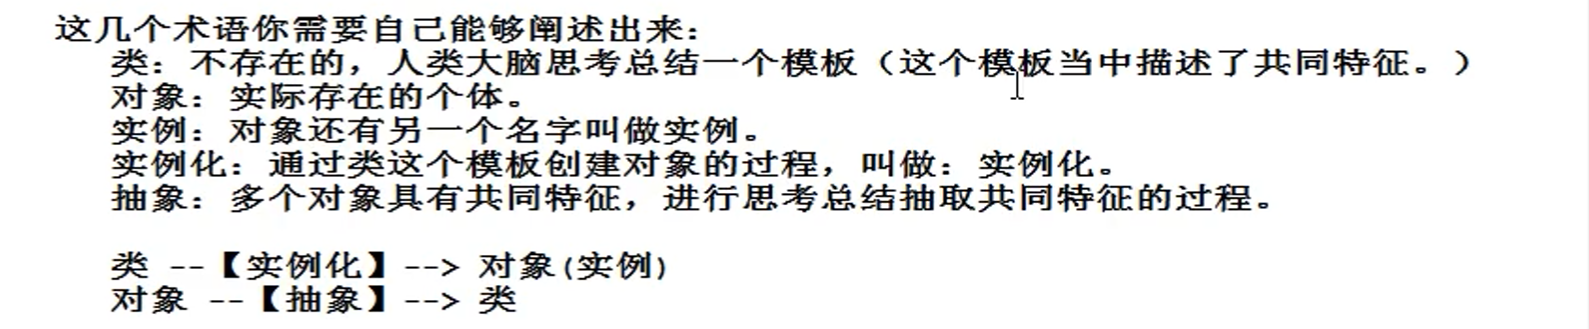 这几个术语你需要自己能够阐述出来：
类：不存在的，人类大脑思考总结一个模板（这个模板当中描述了共同特征。）
对象：实际存在的个体。
实例：对象还有另一个名字叫做实例。
实例化：通过类这个模板创建对象的过程，叫做：实例化。
抽象：多个对象具有共同特征，进行思考总结抽取共同特征的过程。
类 --【实例化】--> 对象(实例)
对象 --【抽象】--> 类